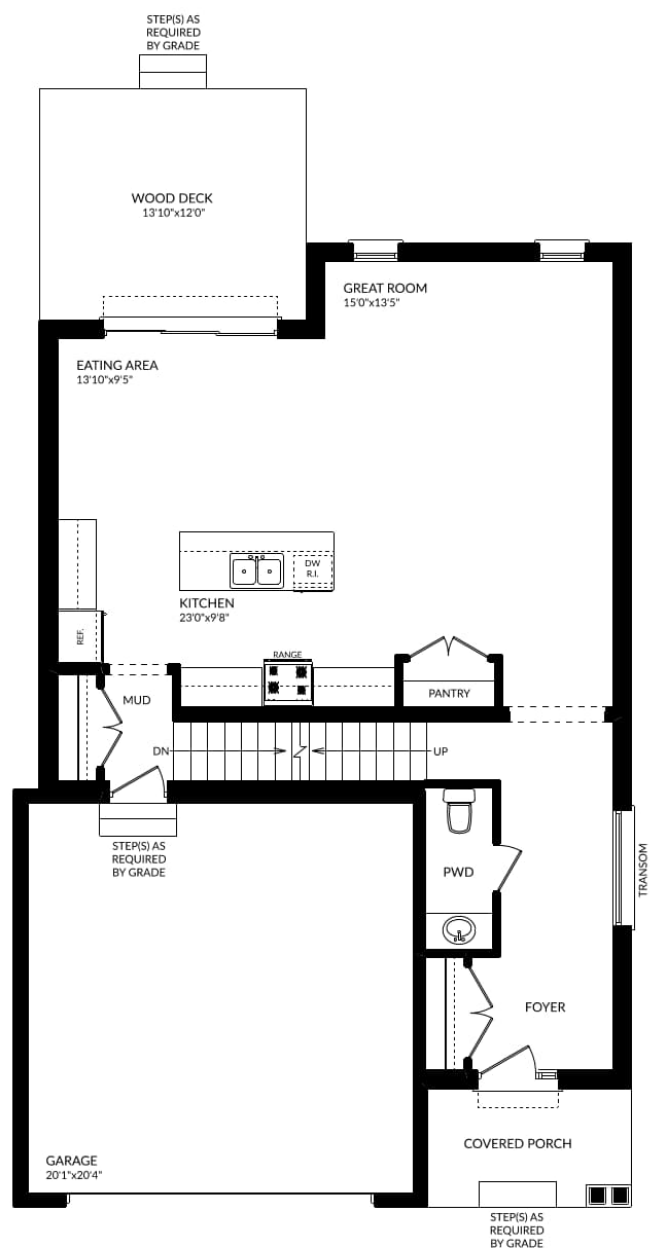 STEP(S) AS
REQUIRED
BY GRADE
WOOD DECK
13'10"x12'0"
GREAT ROOM
15'0"x13'5"
EATING AREA
13'10"x9'5"
DW
R.I.
KITCHEN
23'0"x9'8"
REF.
RANGE
MUD
PANTRY
DN
UP
STEP(S) AS
REQUIRED
BY GRADE
PWD
TRANSOM
FOYER
COVERED PORCH
GARAGE
20'1"x20'4"
STEP(S) AS
REQUIRED
BY GRADE